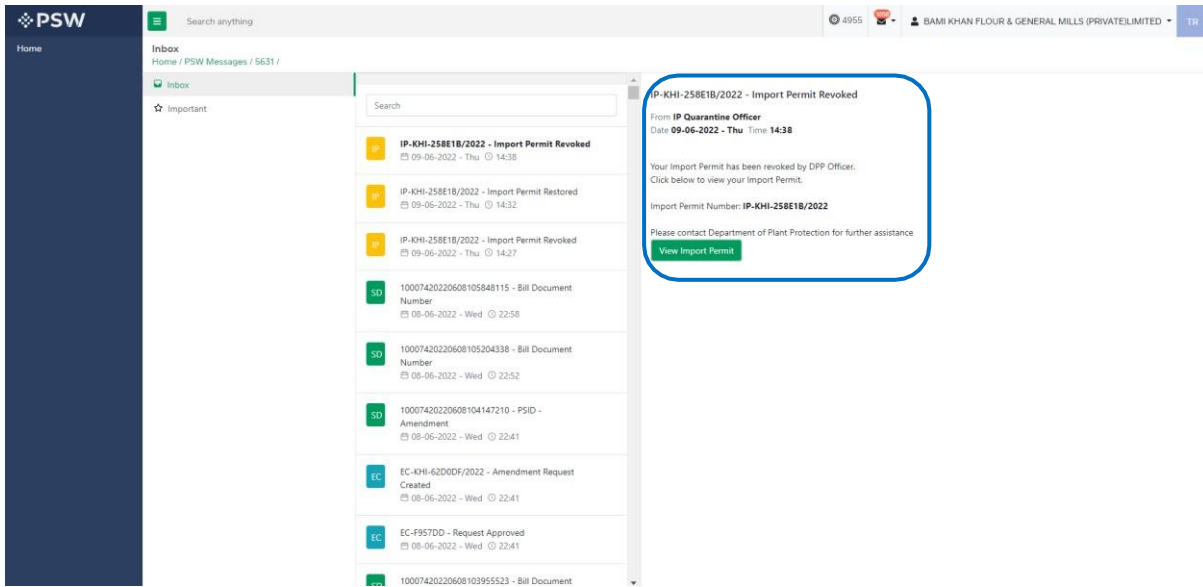 PSW
Search anything
4955
BAMI KHAN FLOUR & GENERAL MILLS (PRIVATE)LIMITED
TR
Home
Inbox
Home / PSW Messages / 5631 /
Inbox
Important
Search
IP
IP-KHI-258E1B/2022 - Import Permit Revoked
09-06-2022 - Thu 14:38
IP
IP-KHI-258E1B/2022 - Import Permit Restored
09-06-2022 - Thu 14:32
IP
IP-KHI-258E1B/2022 - Import Permit Revoked
09-06-2022 - Thu 14:27
SD
10007420220608105848115 - Bill Document
Number
08-06-2022 - Wed 22:58
SD
10007420220608105204338 - Bill Document
Number
08-06-2022 - Wed 22:52
SD
10007420220608104147210 - PSID -
Amendment
08-06-2022 - Wed 22:41
EC
EC-KHI-62D0DF/2022 - Amendment Request
Created
08-06-2022 - Wed 22:41
EC
EC-F957DD - Request Approved
08-06-2022 - Wed 22:41
SD
10007420220608103955523 - Bill Document
IP-KHI-258E1B/2022 - Import Permit Revoked
From IP Quarantine Officer
Date 09-06-2022 - Thu Time 14:38
Your Import Permit has been revoked by DPP Officer.
Click below to view your Import Permit.
Import Permit Number: IP-KHI-258E1B/2022
Please contact Department of Plant Protection for further assistance
View Import Permit